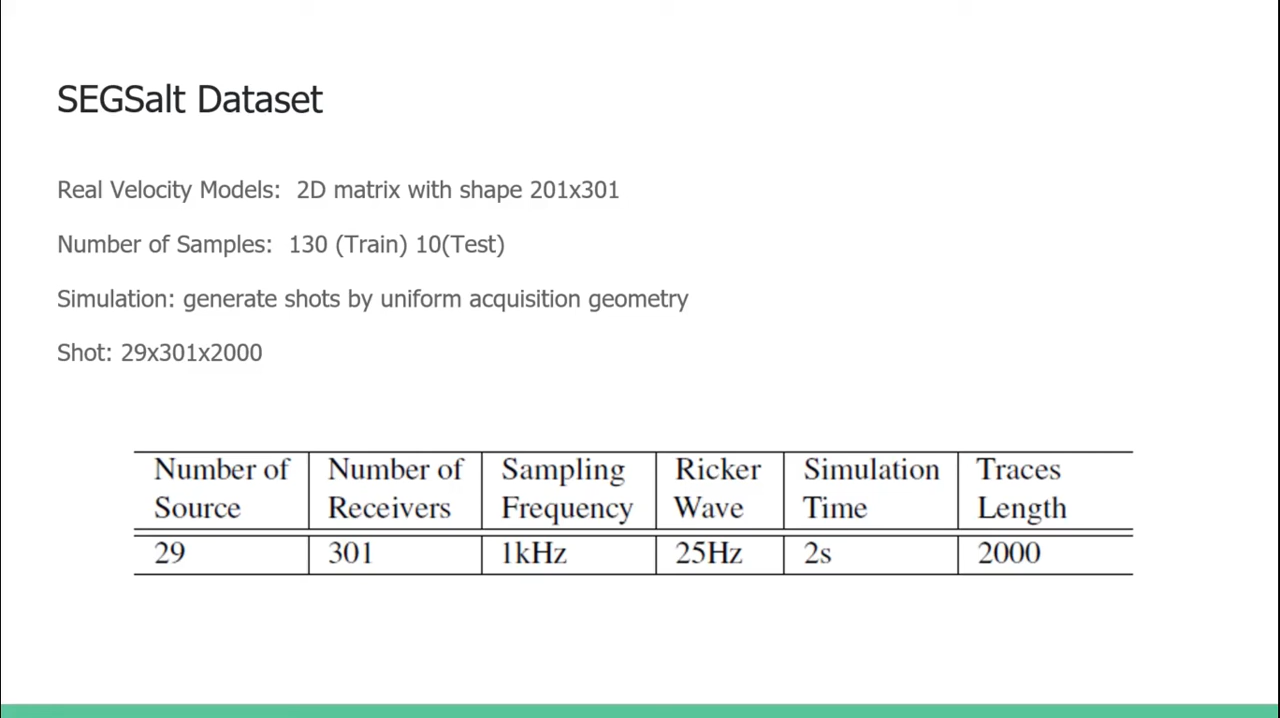 SEGSalt Dataset
Real Velocity Models: 2D matrix with shape 201x301
Number of Samples: 130 (Train) 10(Test)
Simulation: generate shots by uniform acquisition geometry
Shot: 29x301x2000
Number of Source | Number of Receivers | Sampling Frequency | Ricker Wave | Simulation Time | Traces Length
29 | 301 | 1kHz | 25Hz | 2s | 2000